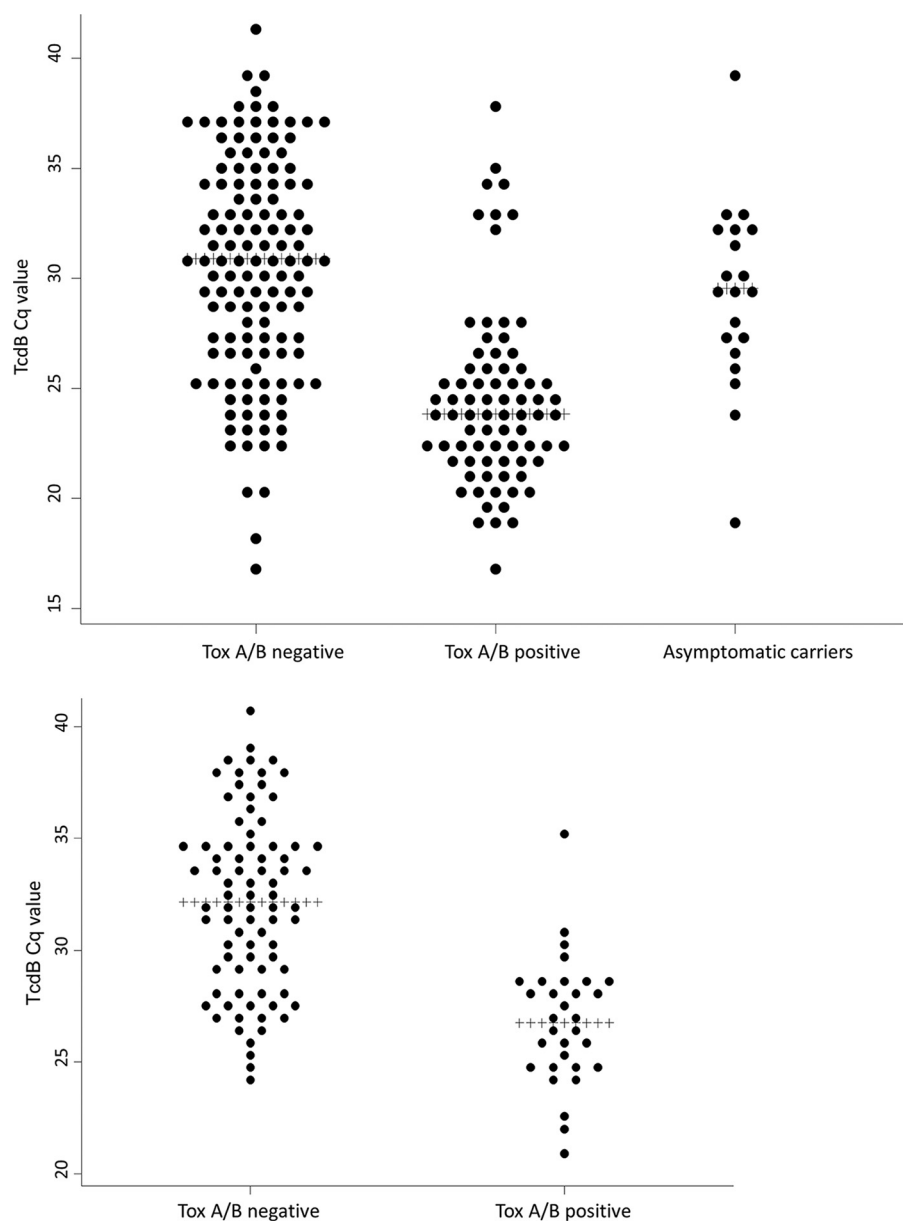 TcdB Cq value
40
35
30
25
20
15
Tox A/B negative
Tox A/B positive
Asymptomatic carriers
TcdB Cq value
40
35
30
25
20
Tox A/B negative
Tox A/B positive